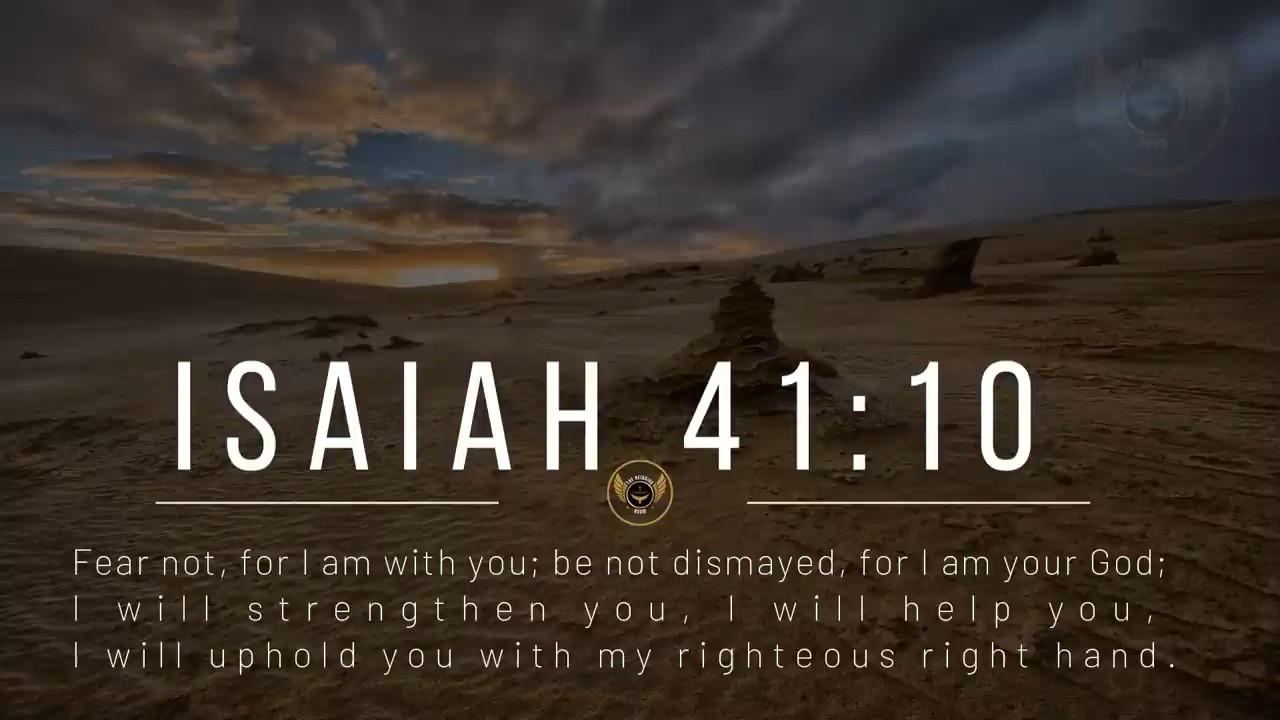 ISAIAH 41:10
Fear not, for I am with you; be not dismayed, for I am your God;
I will strengthen you, I will help you,
I will uphold you with my righteous right hand.